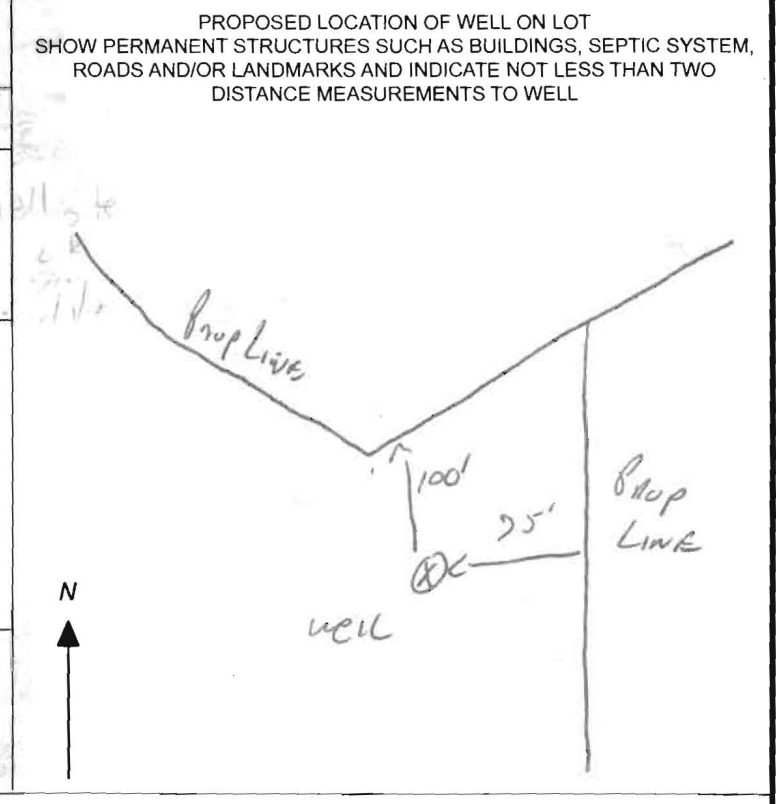 PROPOSED LOCATION OF WELL ON LOT
SHOW PERMANENT STRUCTURES SUCH AS BUILDINGS, SEPTIC SYSTEM,
ROADS AND/OR LANDMARKS AND INDICATE NOT LESS THAN TWO
DISTANCE MEASUREMENTS TO WELL
Prop Line
100'
Prop
Line
N
Well